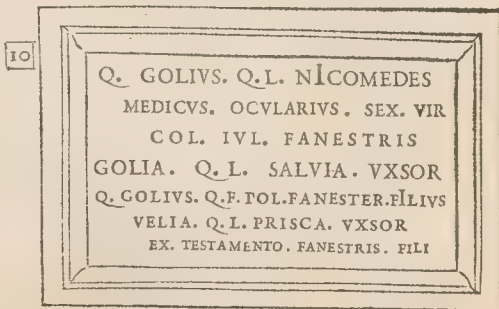 10
Q. GOLIVS. Q.L. NICOMEDES
MEDICVS. OCVLARIVS. SEX. VIR
COL. IVL. FANESTRIS
GOLIA. Q. L. SALVIA. VXSOR
Q. GOLIVS. Q.F. POL. FANESTER. FILIVS
VELIA. Q. L. PRISCA. VXSOR
EX. TESTAMENTO. FANESTRIS. FILI